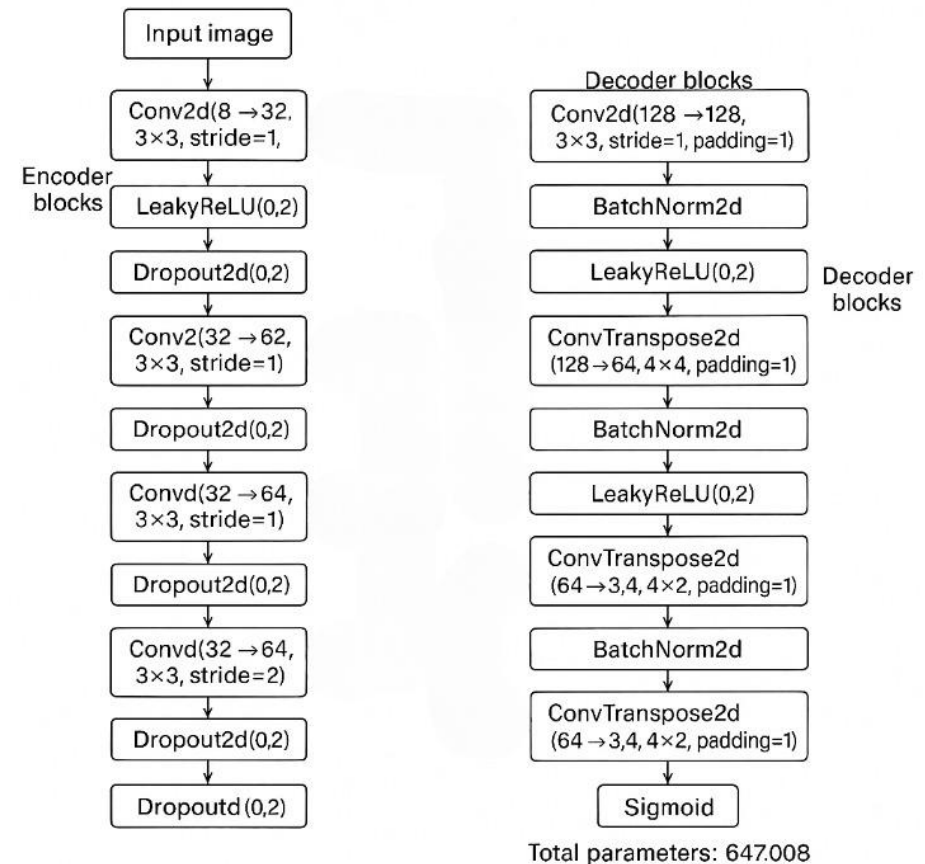 Input image
Conv2d(8 →32,
3×3, stride=1,
Encoder
blocks
LeakyReLU(0,2)
Dropout2d(0,2)
Conv2(32 →62,
3×3, stride=1)
Dropout2d(0,2)
Convd(32 →64,
3×3, stride=1)
Dropout2d(0,2)
Convd(32 →64,
3×3, stride=2)
Dropout2d(0,2)
Dropoutd(0,2)
Decoder blocks
Conv2d(128 →128,
3×3, stride=1, padding=1)
BatchNorm2d
LeakyReLU(0,2)
Decoder
blocks
ConvTranspose2d
(128→64, 4×4, padding=1)
BatchNorm2d
LeakyReLU(0,2)
ConvTranspose2d
(64→3,4, 4×2, padding=1)
BatchNorm2d
ConvTranspose2d
(64→3,4, 4×2, padding=1)
Sigmoid
Total parameters: 647.008